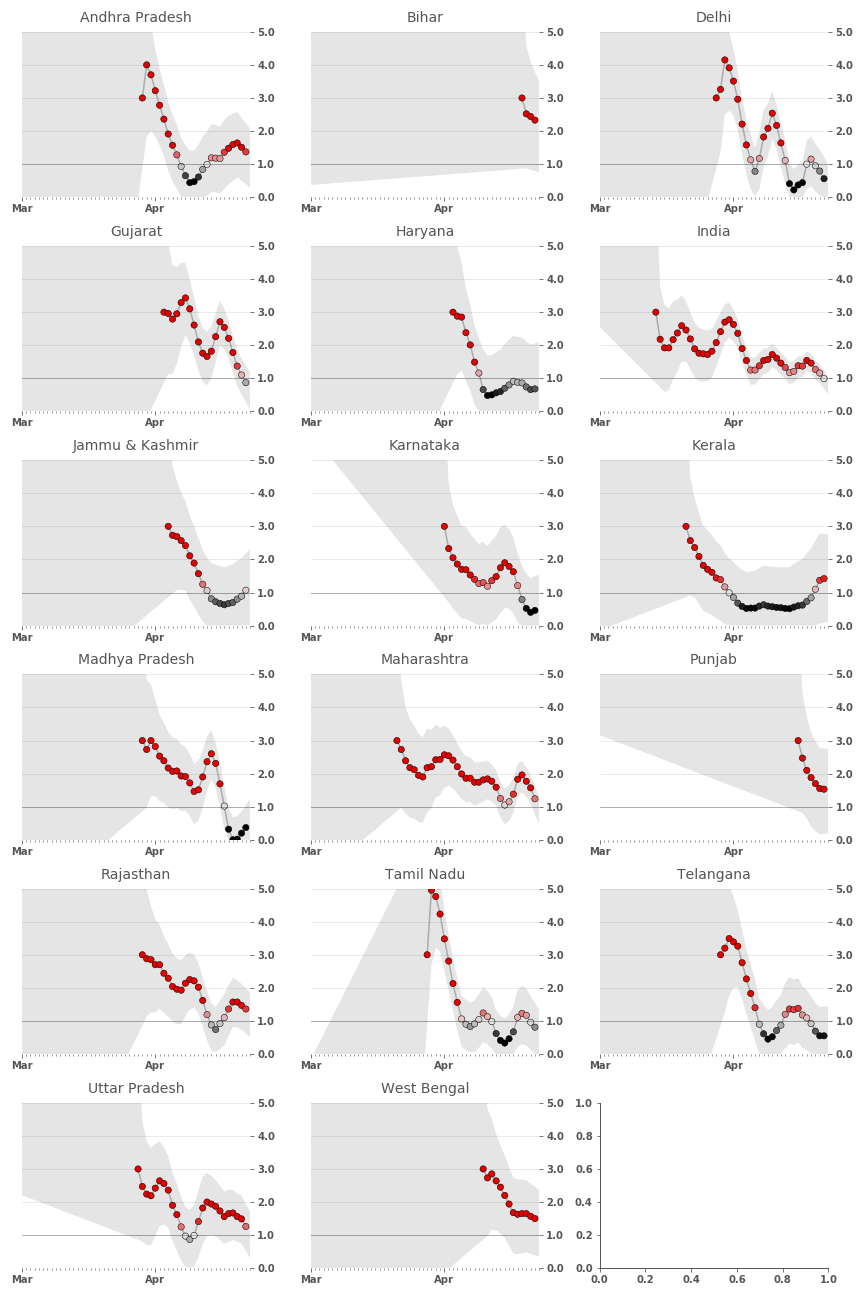 Andhra Pradesh Bihar Delhi
5.0 5.0 5.0
4.0 4.0 4.0
3.0 3.0 3.0
2.0 2.0 2.0
1.0 1.0 1.0
0.0 0.0 0.0
Mar Apr Mar Apr Mar Apr
Gujarat Haryana India
5.0 5.0 5.0
4.0 4.0 4.0
3.0 3.0 3.0
2.0 2.0 2.0
1.0 1.0 1.0
0.0 0.0 0.0
Mar Apr Mar Apr Mar Apr
Jammu & Kashmir Karnataka Kerala
5.0 5.0 5.0
4.0 4.0 4.0
3.0 3.0 3.0
2.0 2.0 2.0
1.0 1.0 1.0
0.0 0.0 0.0
Mar Apr Mar Apr Mar Apr
Madhya Pradesh Maharashtra Punjab
5.0 5.0 5.0
4.0 4.0 4.0
3.0 3.0 3.0
2.0 2.0 2.0
1.0 1.0 1.0
0.0 0.0 0.0
Mar Apr Mar Apr Mar Apr
Rajasthan Tamil Nadu Telangana
5.0 5.0 5.0
4.0 4.0 4.0
3.0 3.0 3.0
2.0 2.0 2.0
1.0 1.0 1.0
0.0 0.0 0.0
Mar Apr Mar Apr Mar Apr
Uttar Pradesh West Bengal
5.0 5.0 1.0
4.0 4.0 0.8
3.0 3.0 0.6
2.0 2.0 0.4
1.0 1.0 0.2
0.0 0.0 0.0
Mar Apr Mar Apr 0.0 0.2 0.4 0.6 0.8 1.0